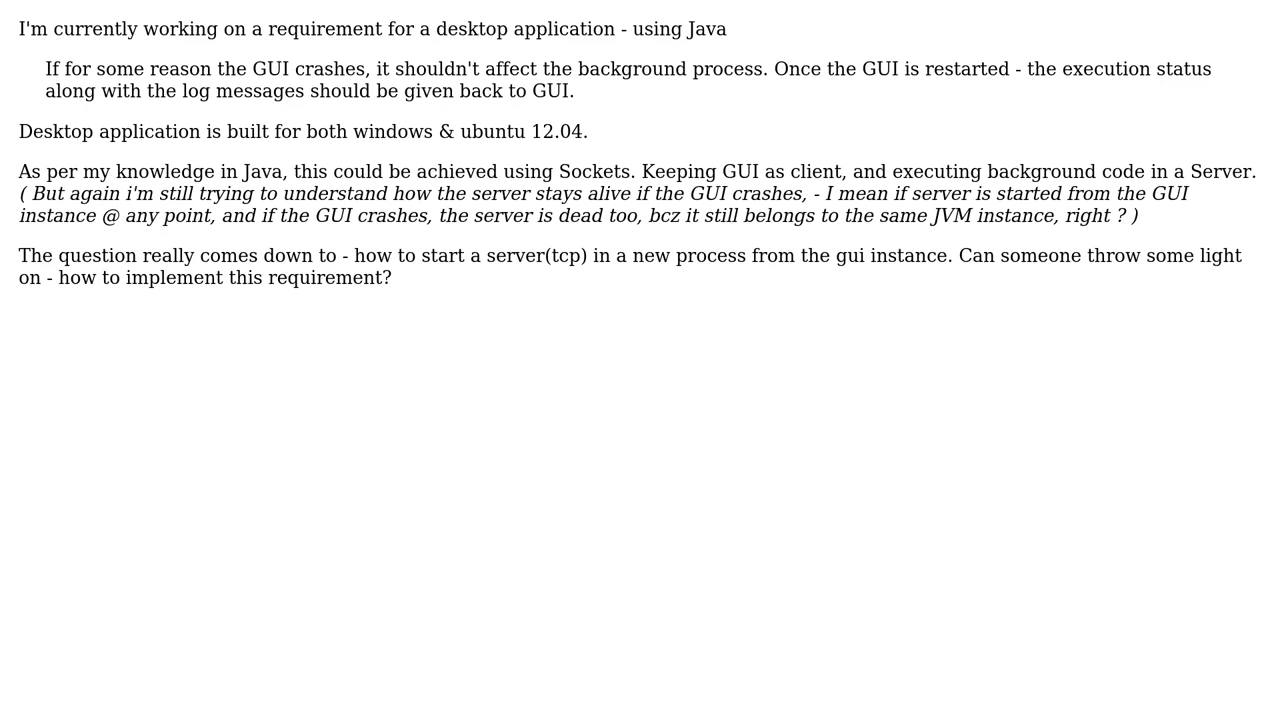 I'm currently working on a requirement for a desktop application - using Java
If for some reason the GUI crashes, it shouldn't affect the background process. Once the GUI is restarted - the execution status
along with the log messages should be given back to GUI.
Desktop application is built for both windows & ubuntu 12.04.
As per my knowledge in Java, this could be achieved using Sockets. Keeping GUI as client, and executing background code in a Server.
( But again i'm still trying to understand how the server stays alive if the GUI crashes, - I mean if server is started from the GUI
instance @ any point, and if the GUI crashes, the server is dead too, bcz it still belongs to the same JVM instance, right ? )
The question really comes down to - how to start a server(tcp) in a new process from the gui instance. Can someone throw some light
on - how to implement this requirement?